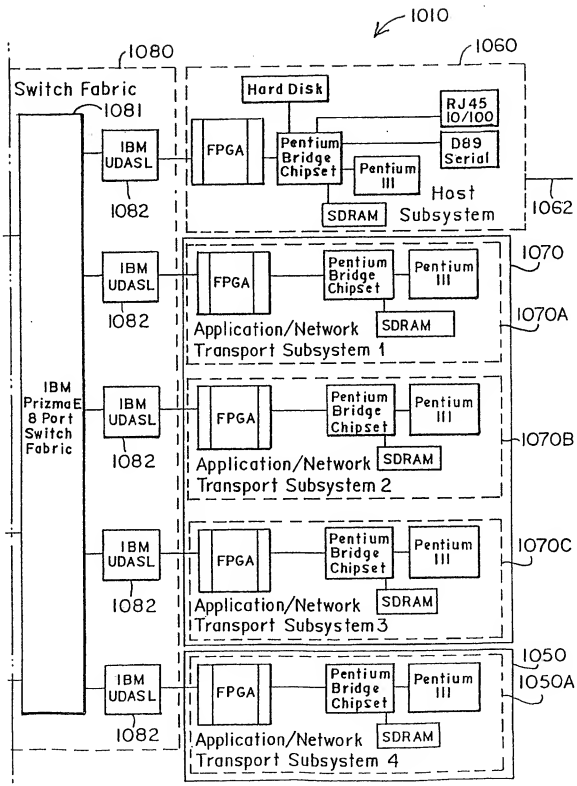 1010
1080
1060
Switch Fabric
1081
Hard Disk
RJ45
10/100
D89
Serial
IBM
UDASL
1082
FPGA
Pentium
Bridge
Chipset
Pentium
III
SDRAM
Host
Subsystem
1062
IBM
UDASL
1082
FPGA
Pentium
Bridge
Chipset
Pentium
III
SDRAM
Application/Network
Transport Subsystem 1
1070
1070A
IBM
PrizmaE
8 Port
Switch
Fabric
IBM
UDASL
1082
FPGA
Pentium
Bridge
Chipset
Pentium
III
SDRAM
Application/Network
Transport Subsystem 2
1070B
IBM
UDASL
1082
FPGA
Pentium
Bridge
Chipset
Pentium
III
SDRAM
Application/Network
Transport Subsystem 3
1070C
IBM
UDASL
1082
FPGA
Pentium
Bridge
Chipset
Pentium
III
SDRAM
Application/Network
Transport Subsystem 4
1050
1050A